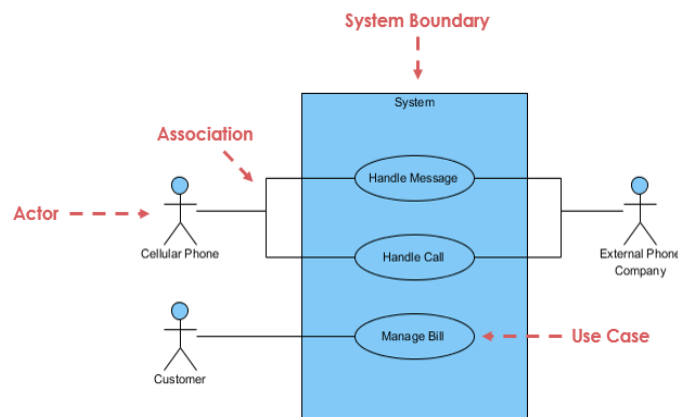 System Boundary
System
Association
Handle Message
Actor
Cellular Phone
Handle Call
External Phone
Company
Manage Bill
Use Case
Customer